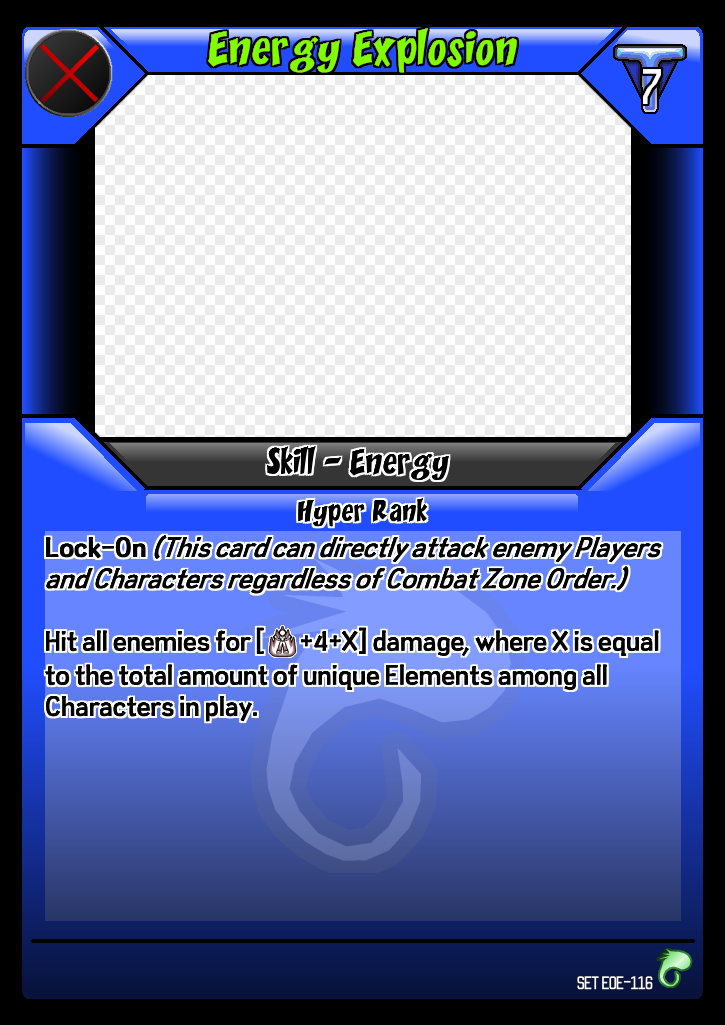 Energy Explosion
7
Skill - Energy
Hyper Rank
Lock-On (This card can directly attack enemy Players
and Characters regardless of Combat Zone Order.)
Hit all enemies for [ +4+X] damage, where X is equal
to the total amount of unique Elements among all
Characters in play.
SET EOE-116